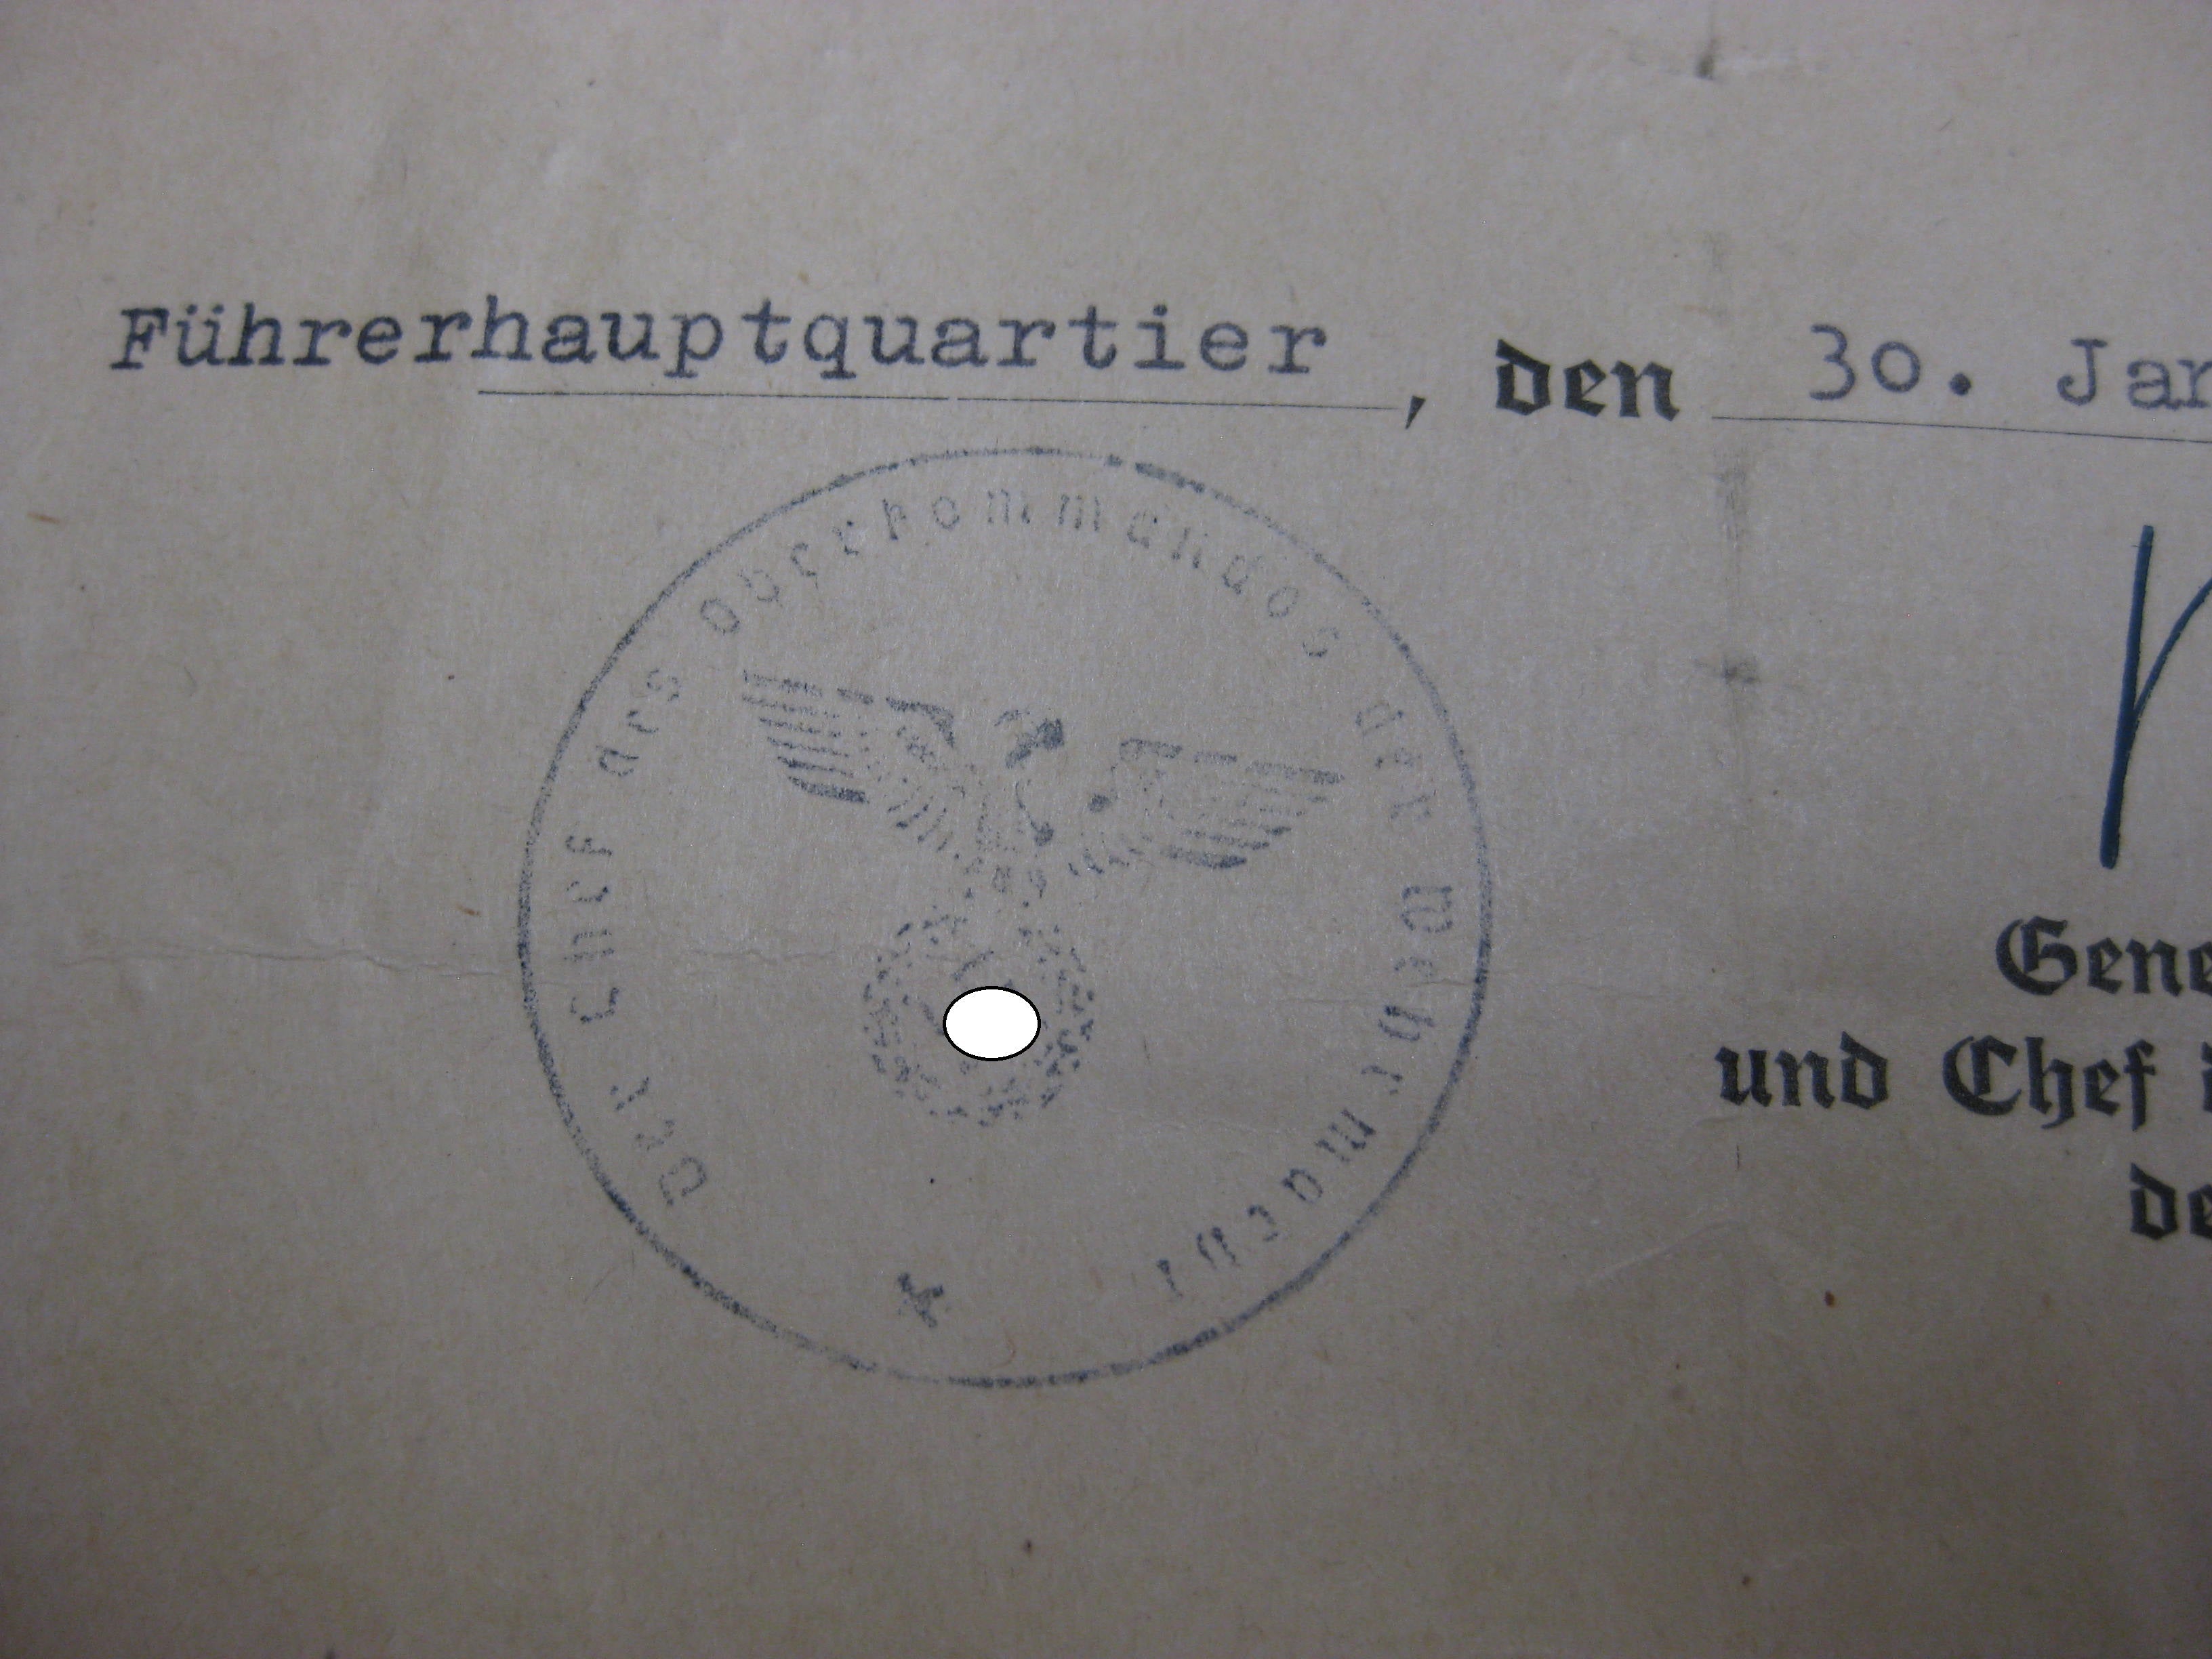 Führerhauptquartier, den 30. Jan
Der Chef des Oberkommandos der Wehrmacht
Gene
und Chef
de